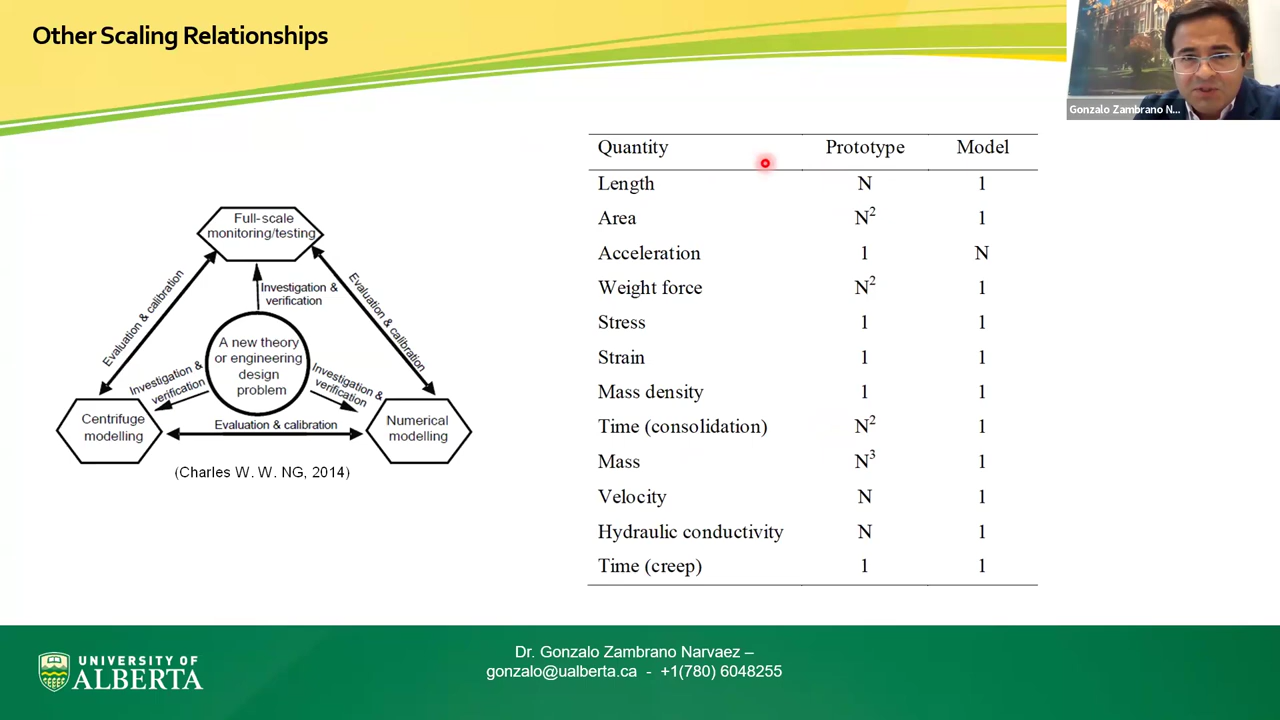 Other Scaling Relationships
Gonzalo Zambrano N...
Full-scale
monitoring/testing
Evaluation & calibration
Evaluation & calibration
Investigation &
verification
A new theory
or engineering
design
problem
Investigation &
verification
Investigation &
verification
Centrifuge
modelling
Evaluation & calibration
Numerical
modelling
(Charles W. W. NG, 2014)
Quantity Prototype Model
Length N 1
Area N² 1
Acceleration 1 N
Weight force N² 1
Stress 1 1
Strain 1 1
Mass density 1 1
Time (consolidation) N² 1
Mass N³ 1
Velocity N 1
Hydraulic conductivity N 1
Time (creep) 1 1
UNIVERSITY OF
ALBERTA
Dr. Gonzalo Zambrano Narvaez –
gonzalo@ualberta.ca - +1(780) 6048255